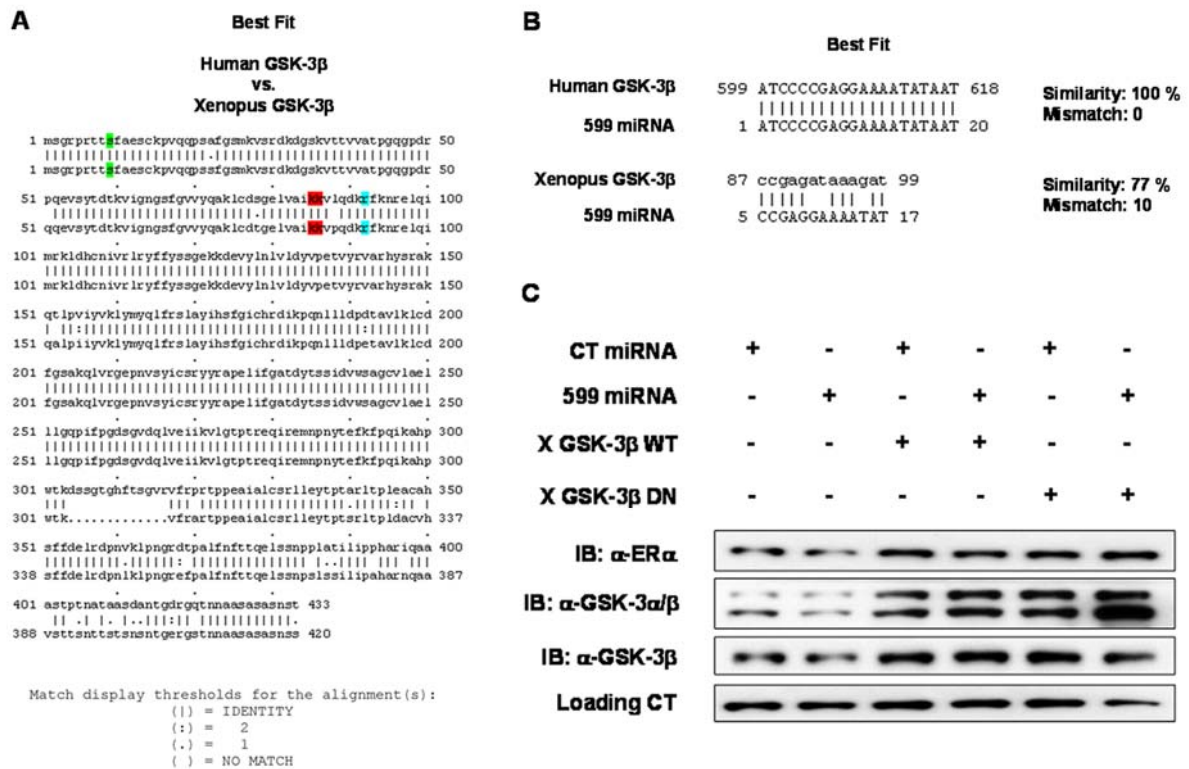 A
Best Fit
Human GSK-3β
vs.
Xenopus GSK-3β
1 msgrprttsfaesckpvqqpsafgsmkvsrdkdgskvttvvatpgqgpdr 50
||||||||||||||||||||||.|||||||||||||||||||||||||||
1 msgrprttsfaesckpvqqpssfgsmkvsrdkdgskvttvvatpgqgpdr 50
51 pqevsytdtkvigngsfgvvyqaklcdsgelvaikkvlqdkrfknrelqi 100
51 qqevsytdtkvigngsfgvvyqaklcdtgelvaikkvpqdkrfknrelqi 100
101 mrkldhcnivrlryffyssgekkdevylnlvldyvpetvyrvarhysrak 150
101 mrkldhcnivrlryffyssgekkdevylnlvldyvpetvyrvarhysrak 150
151 qtlpviyvklymyqlfrslayihsfgichrdikpqnllldpdtavlklcd 200
151 qalpiiyvklymyqlfrslayihsfgichrdikpqnllldpetavlklcd 200
201 fgsakqlvrgepnvsyicsryyrapelifgatdytssidvwsagcvlael 250
201 fgsakqlvrgepnvsyicsryyrapelifgatdytssidvwsagcvlael 250
251 llgqpifpgdsgvdqlveiikvlgtptreqiremnpnytefkfpqikahp 300
251 llgqpifpgdsgvdqlveiikvlgtptreqiremnpnytefkfpqikahp 300
301 wtkdssgtghftsgvrvfrprtppeaialcsrlleytptarltpleacah 350
301 wtk.............vfrartppeaialcsrlleytptsrltpldacvh 337
351 sffdelrdpnvklpngrdtpalfnfttqelssnpplatilipphariqaa 400
338 sffdelrdpnlklpngrefpalfnfttqelssnpslssilipaharnqaa 387
401 astptnataasdantgdrgqtnnaasasasnst 433
388 vsttsnttstsnsntgergstnnaasasasnss 420
Match display thresholds for the alignment(s):
(|) = IDENTITY
(:) = 2
(.) = 1
( ) = NO MATCH
B
Best Fit
Human GSK-3β 599 ATCCCCGAGGAAAATATAAT 618
||||||||||||||||||||
599 miRNA 1 ATCCCCGAGGAAAATATAAT 20
Similarity: 100 %
Mismatch: 0
Xenopus GSK-3β 87 ccgagataaagat 99
||||| ||| ||
599 miRNA 5 CCGAGGAAAATAT 17
Similarity: 77 %
Mismatch: 10
C
CT miRNA + - + - + -
599 miRNA - + - + - +
X GSK-3β WT - - + + - -
X GSK-3β DN - - - - + +
IB: α-ERα
IB: α-GSK-3α/β
IB: α-GSK-3β
Loading CT